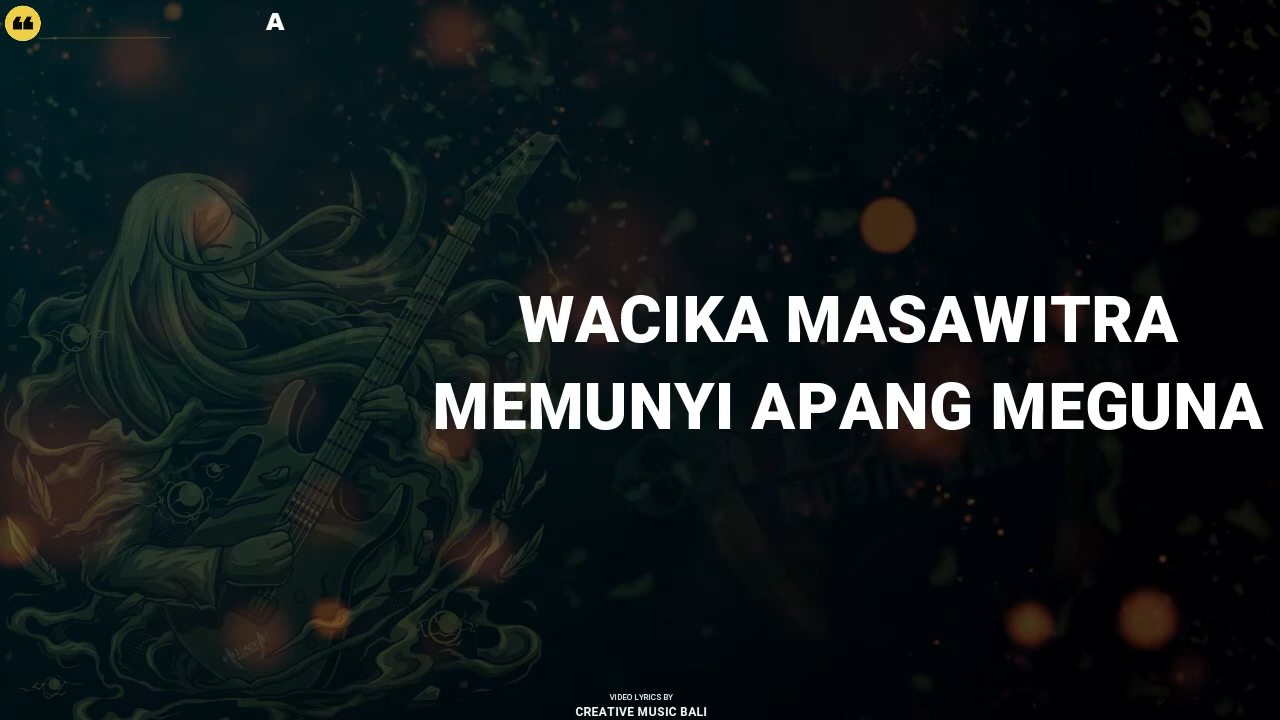 A
WACIKA MASAWITRA
MEMUNYI APANG MEGUNA
VIDEO LYRICS BY
CREATIVE MUSIC BALI